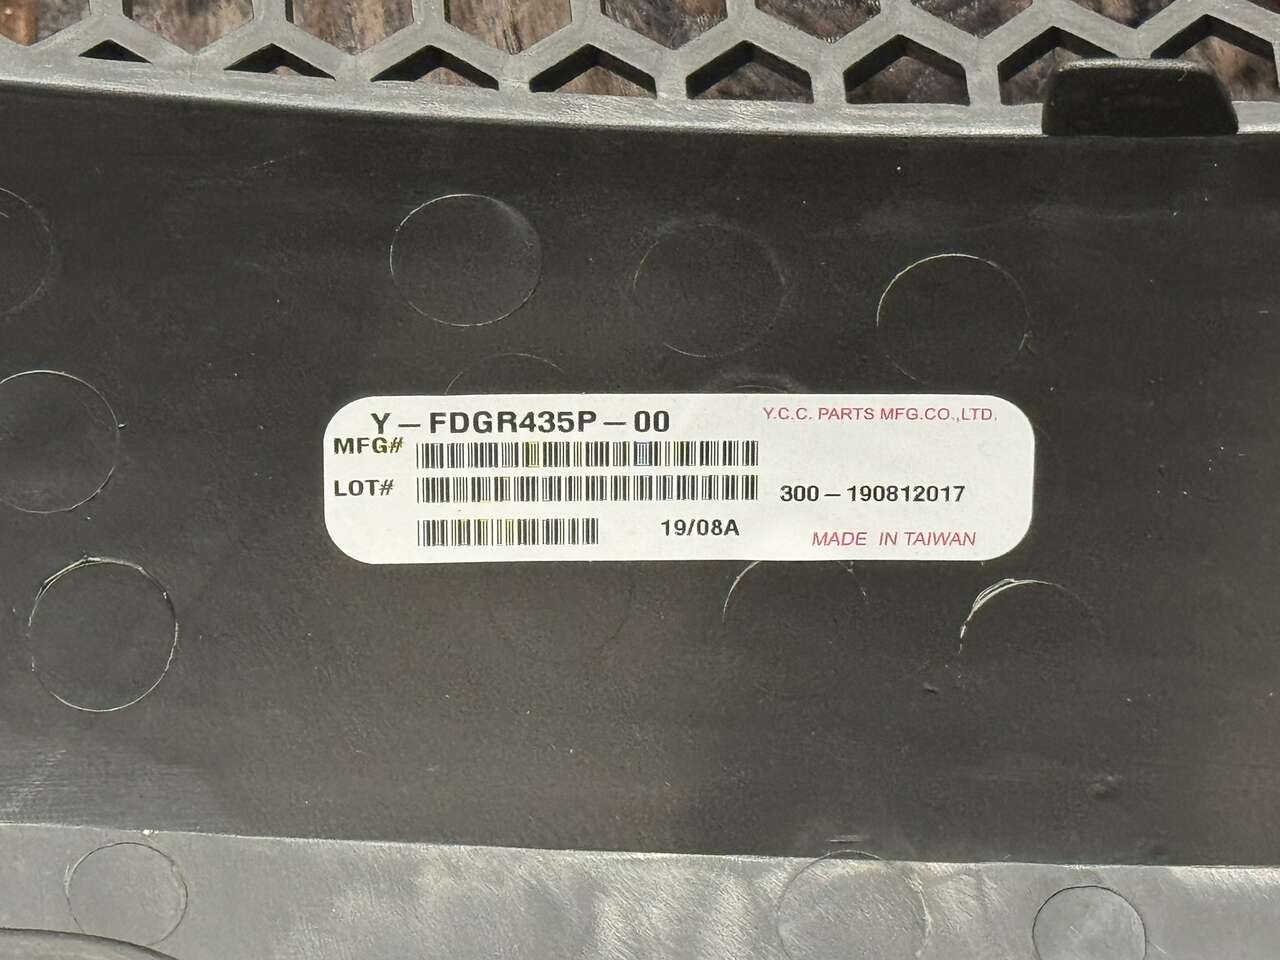 Y-FDGR435P-00
Y.C.C. PARTS MFG.CO.,LTD.
MFG#
LOT#
300-190812017
19/08A
MADE IN TAIWAN